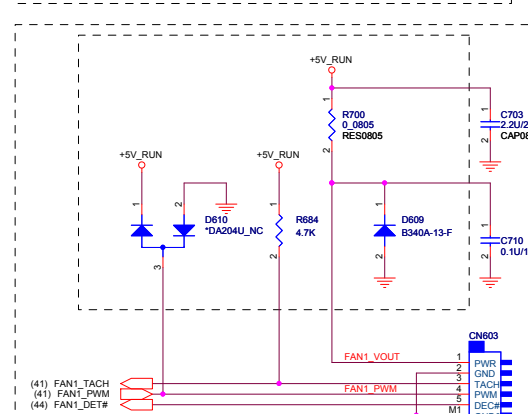 +5V_RUN
1
R700
0_0805
RES0805
2
1
C703
2.2U/2
CAP08
2
+5V_RUN
+5V_RUN
1
2
D610
*DA204U_NC
3
1
R684
4.7K
2
1
D609
B340A-13-F
2
1
C710
0.1U/1
2
CN603
FAN1_VOUT
1
PWR
2
GND
(41) FAN1_TACH
3
TACH
(41) FAN1_PWM
FAN1_PWM
4
PWM
(44) FAN1_DET#
5
DEC#
M1